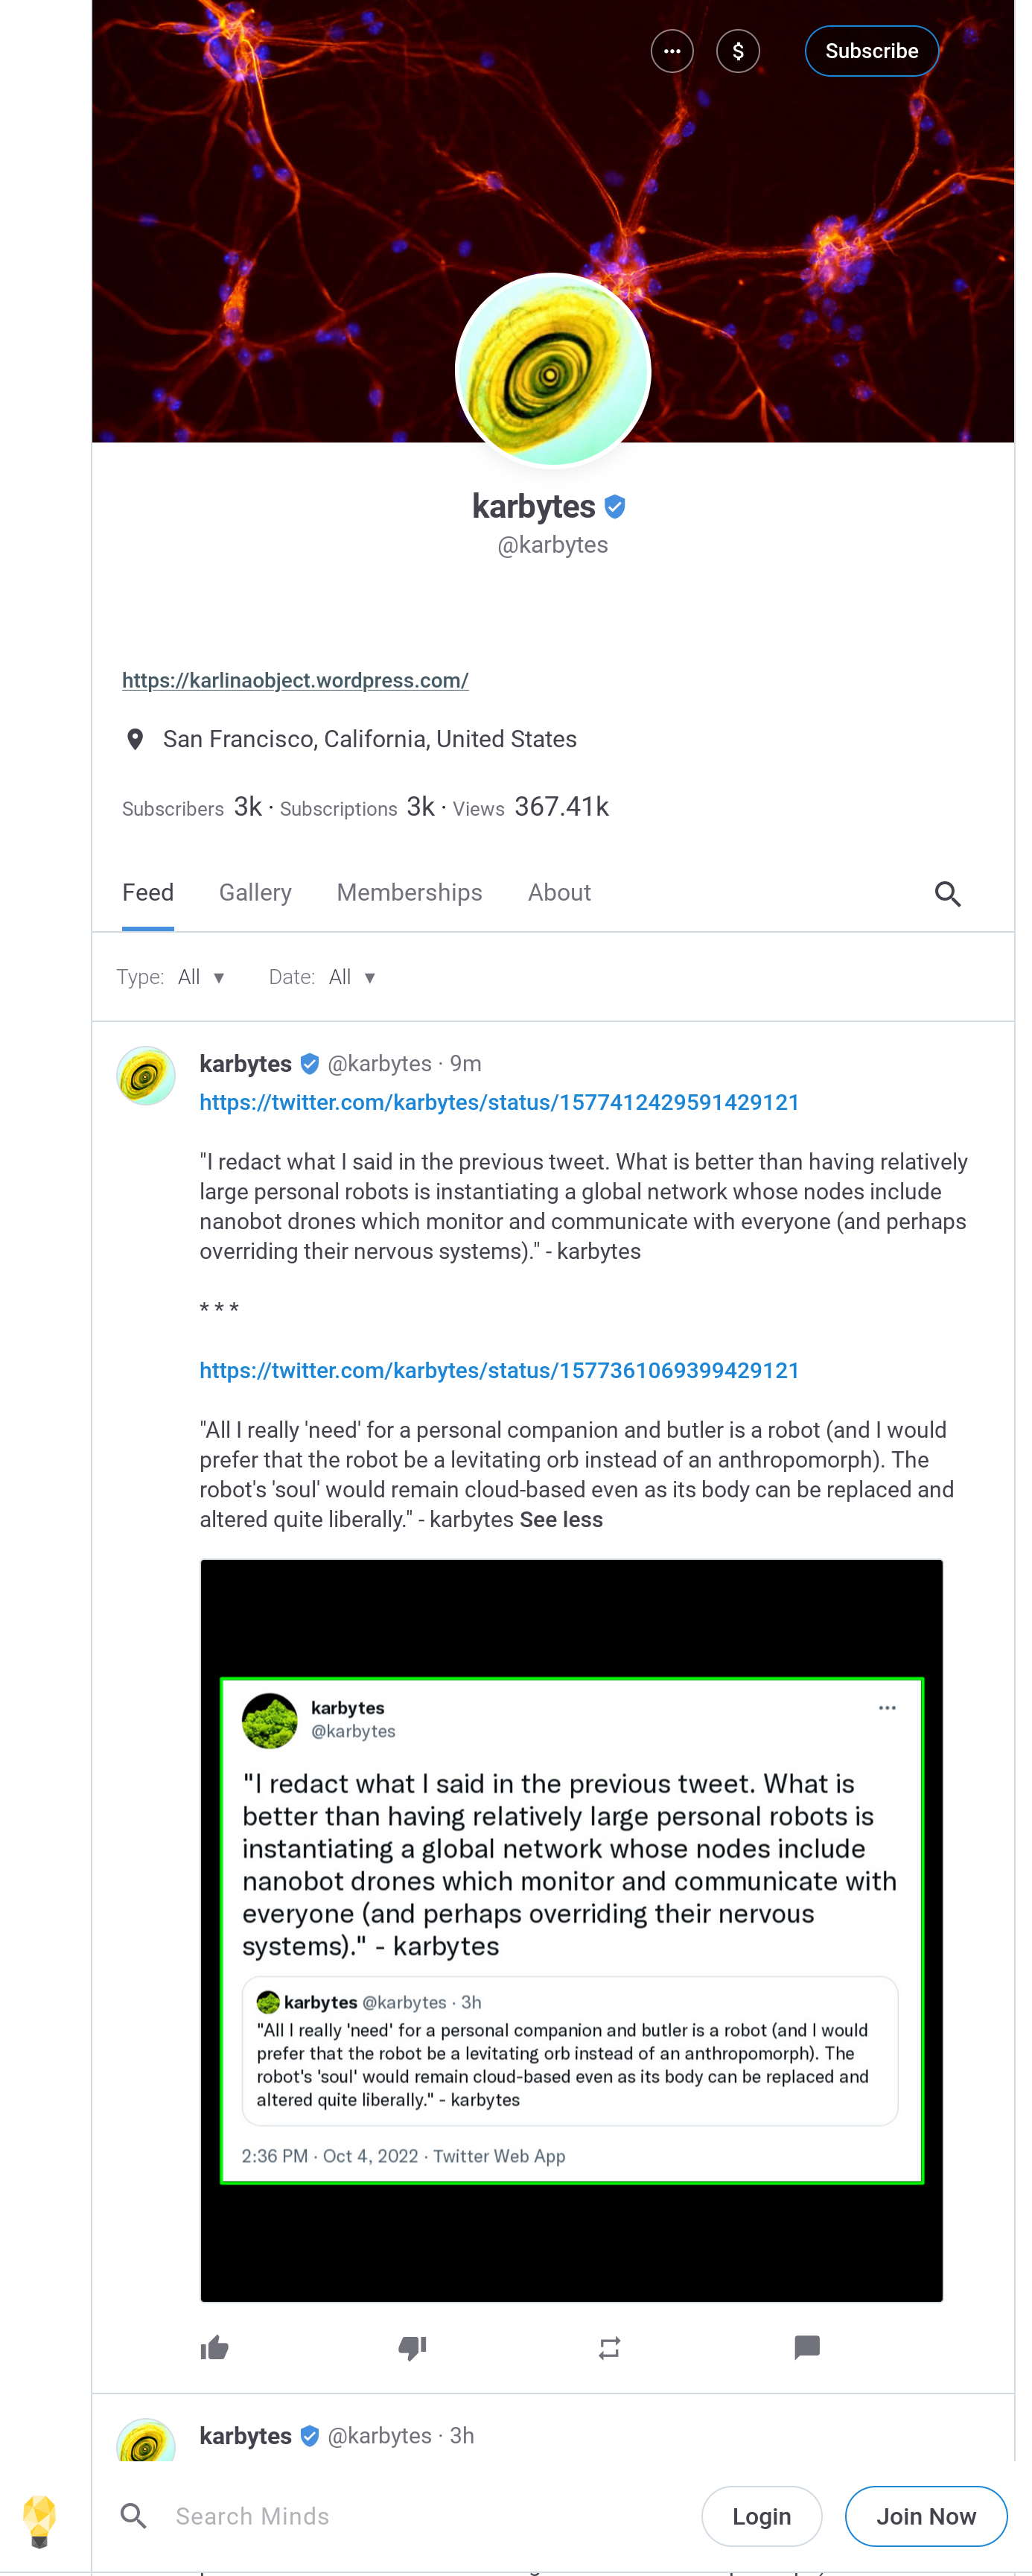 Subscribe
karbytes
@karbytes
https://karlinaobject.wordpress.com/
San Francisco, California, United States
Subscribers 3k · Subscriptions 3k · Views 367.41k
Feed Gallery Memberships About
Type: All ▾ Date: All ▾
karbytes @karbytes · 9m
https://twitter.com/karbytes/status/1577412429591429121
"I redact what I said in the previous tweet. What is better than having relatively
large personal robots is instantiating a global network whose nodes include
nanobot drones which monitor and communicate with everyone (and perhaps
overriding their nervous systems)." - karbytes
* * *
https://twitter.com/karbytes/status/1577361069399429121
"All I really 'need' for a personal companion and butler is a robot (and I would
prefer that the robot be a levitating orb instead of an anthropomorph). The
robot's 'soul' would remain cloud-based even as its body can be replaced and
altered quite liberally." - karbytes See less
karbytes
@karbytes
"I redact what I said in the previous tweet. What is
better than having relatively large personal robots is
instantiating a global network whose nodes include
nanobot drones which monitor and communicate with
everyone (and perhaps overriding their nervous
systems)." - karbytes
karbytes @karbytes · 3h
"All I really 'need' for a personal companion and butler is a robot (and I would
prefer that the robot be a levitating orb instead of an anthropomorph). The
robot's 'soul' would remain cloud-based even as its body can be replaced and
altered quite liberally." - karbytes
2:36 PM · Oct 4, 2022 · Twitter Web App
karbytes @karbytes · 3h
Search Minds Login Join Now